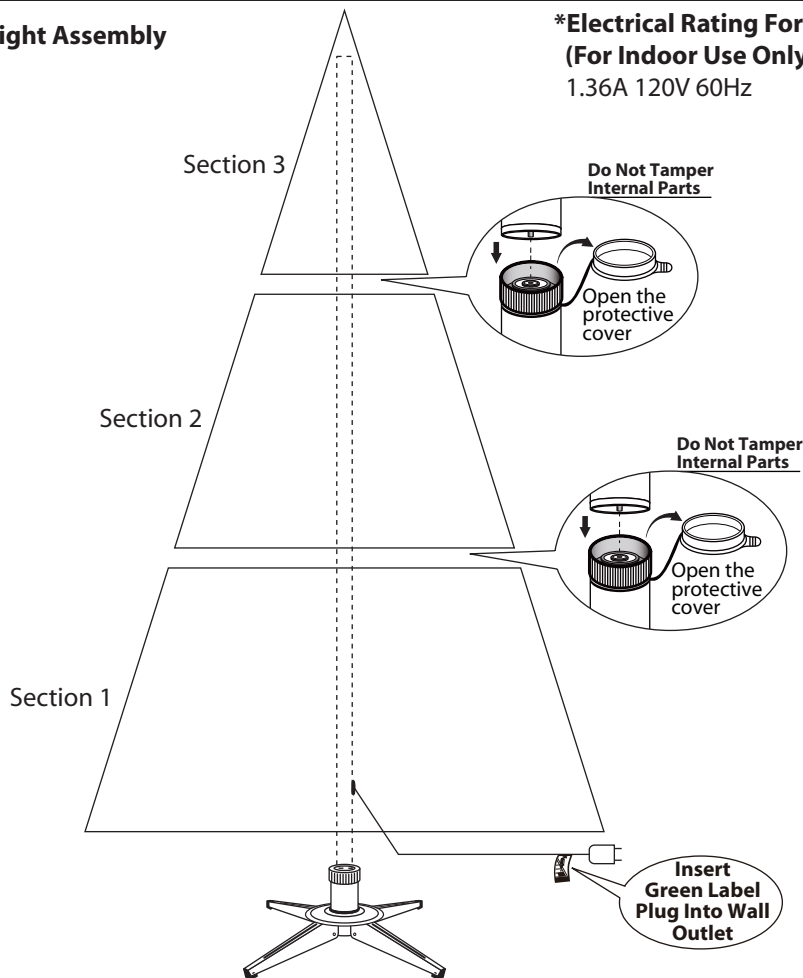 ight Assembly
*Electrical Rating For
(For Indoor Use Only
1.36A 120V 60Hz
Section 3
Do Not Tamper
Internal Parts
Open the
protective
cover
Section 2
Do Not Tamper
Internal Parts
Open the
protective
cover
Section 1
Insert
Green Label
Plug Into Wall
Outlet